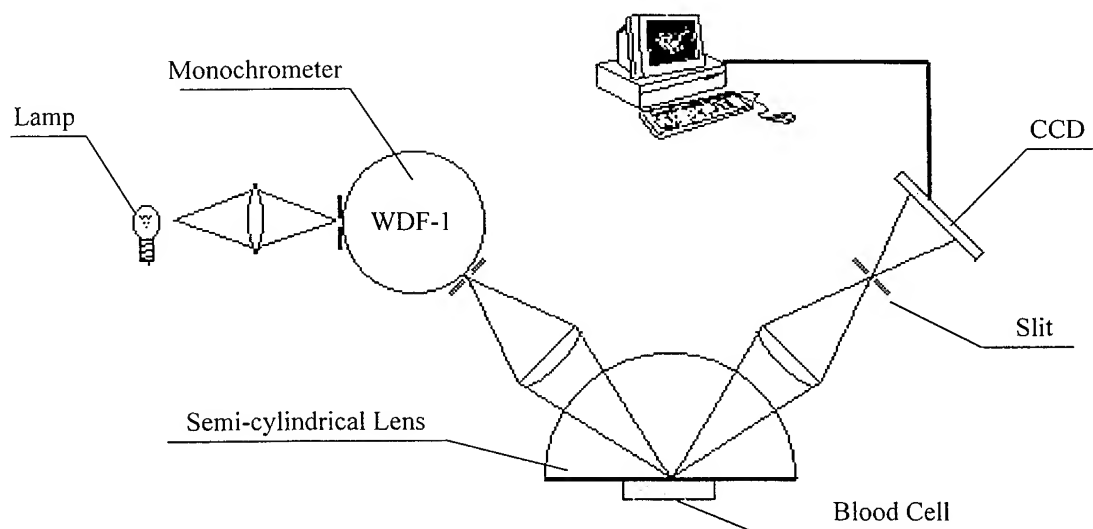 Monochrometer
Lamp
CCD
WDF-1
Slit
Semi-cylindrical Lens
Blood Cell